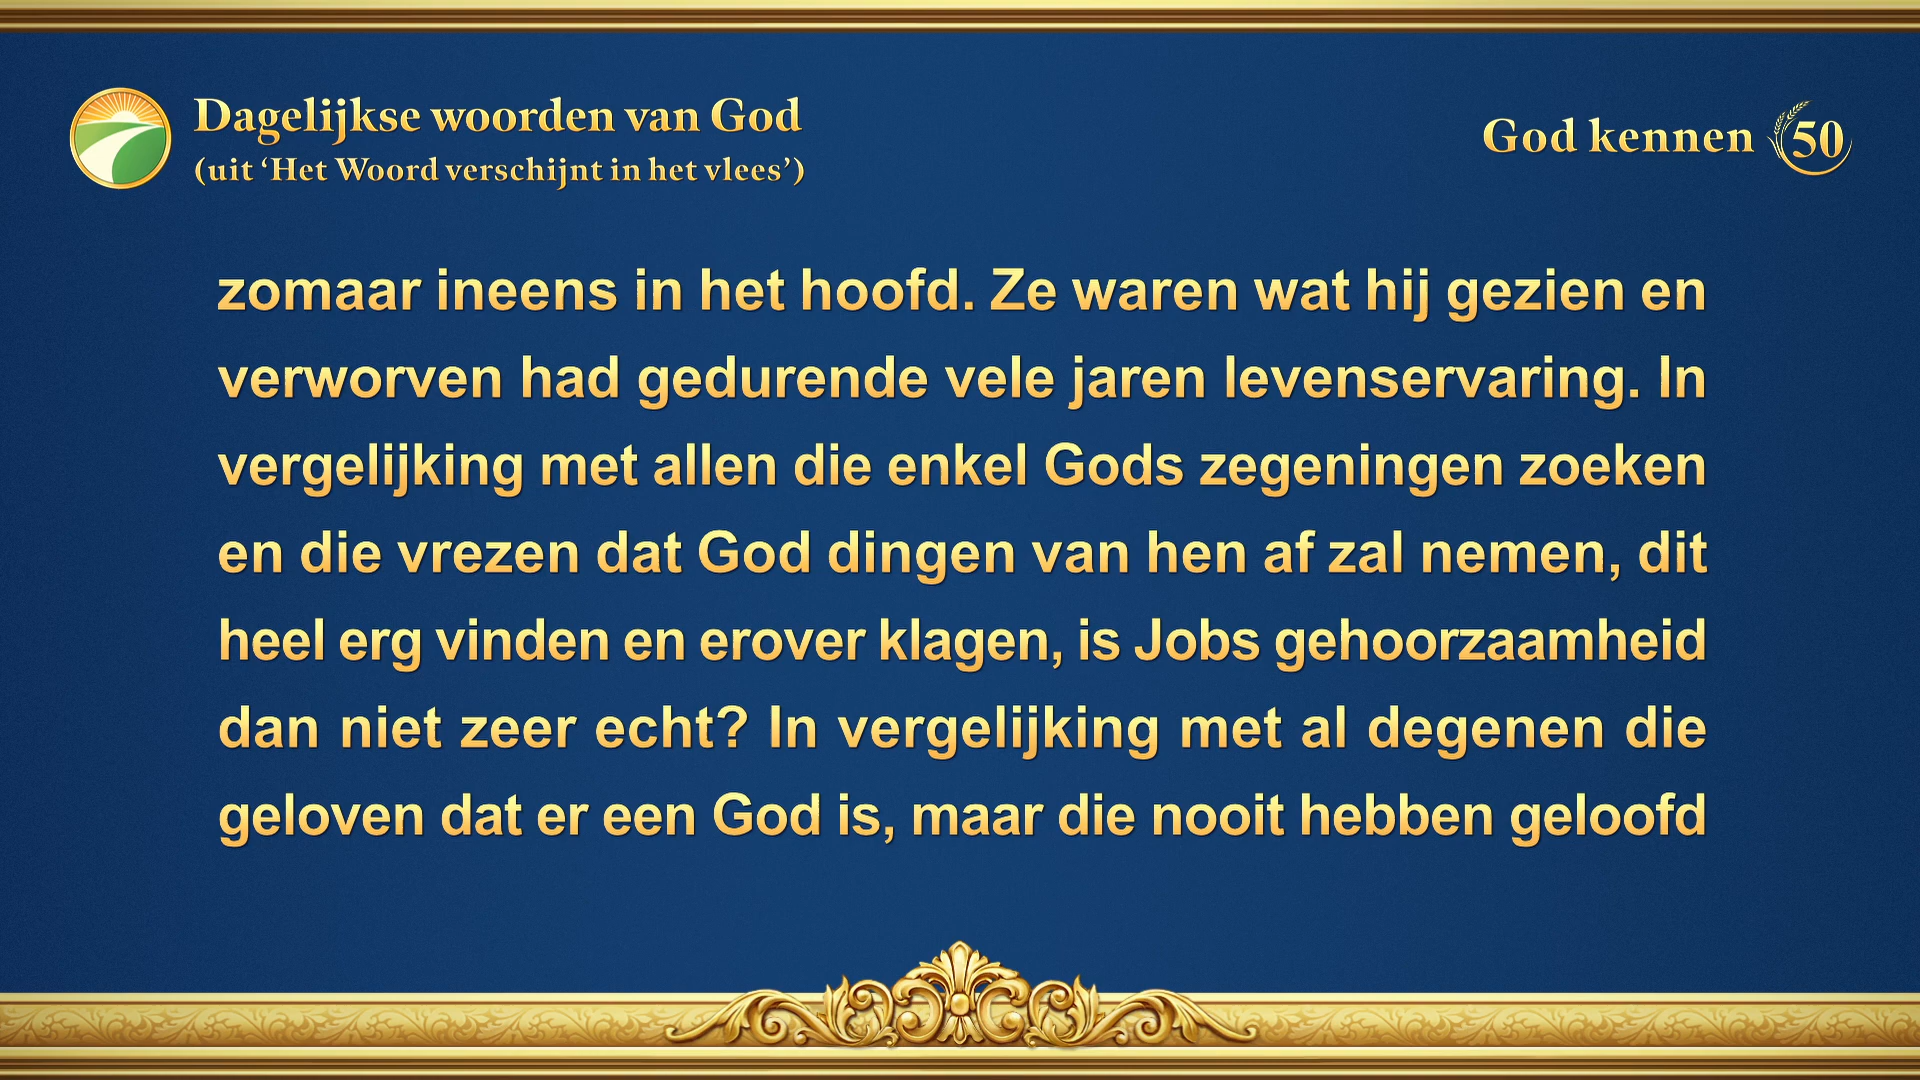 Dagelijkse woorden van God
(uit ‘Het Woord verschijnt in het vlees’)
God kennen 50
zomaar ineens in het hoofd. Ze waren wat hij gezien en
verworven had gedurende vele jaren levenservaring. In
vergelijking met allen die enkel Gods zegeningen zoeken
en die vrezen dat God dingen van hen af zal nemen, dit
heel erg vinden en erover klagen, is Jobs gehoorzaamheid
dan niet zeer echt? In vergelijking met al degenen die
geloven dat er een God is, maar die nooit hebben geloofd